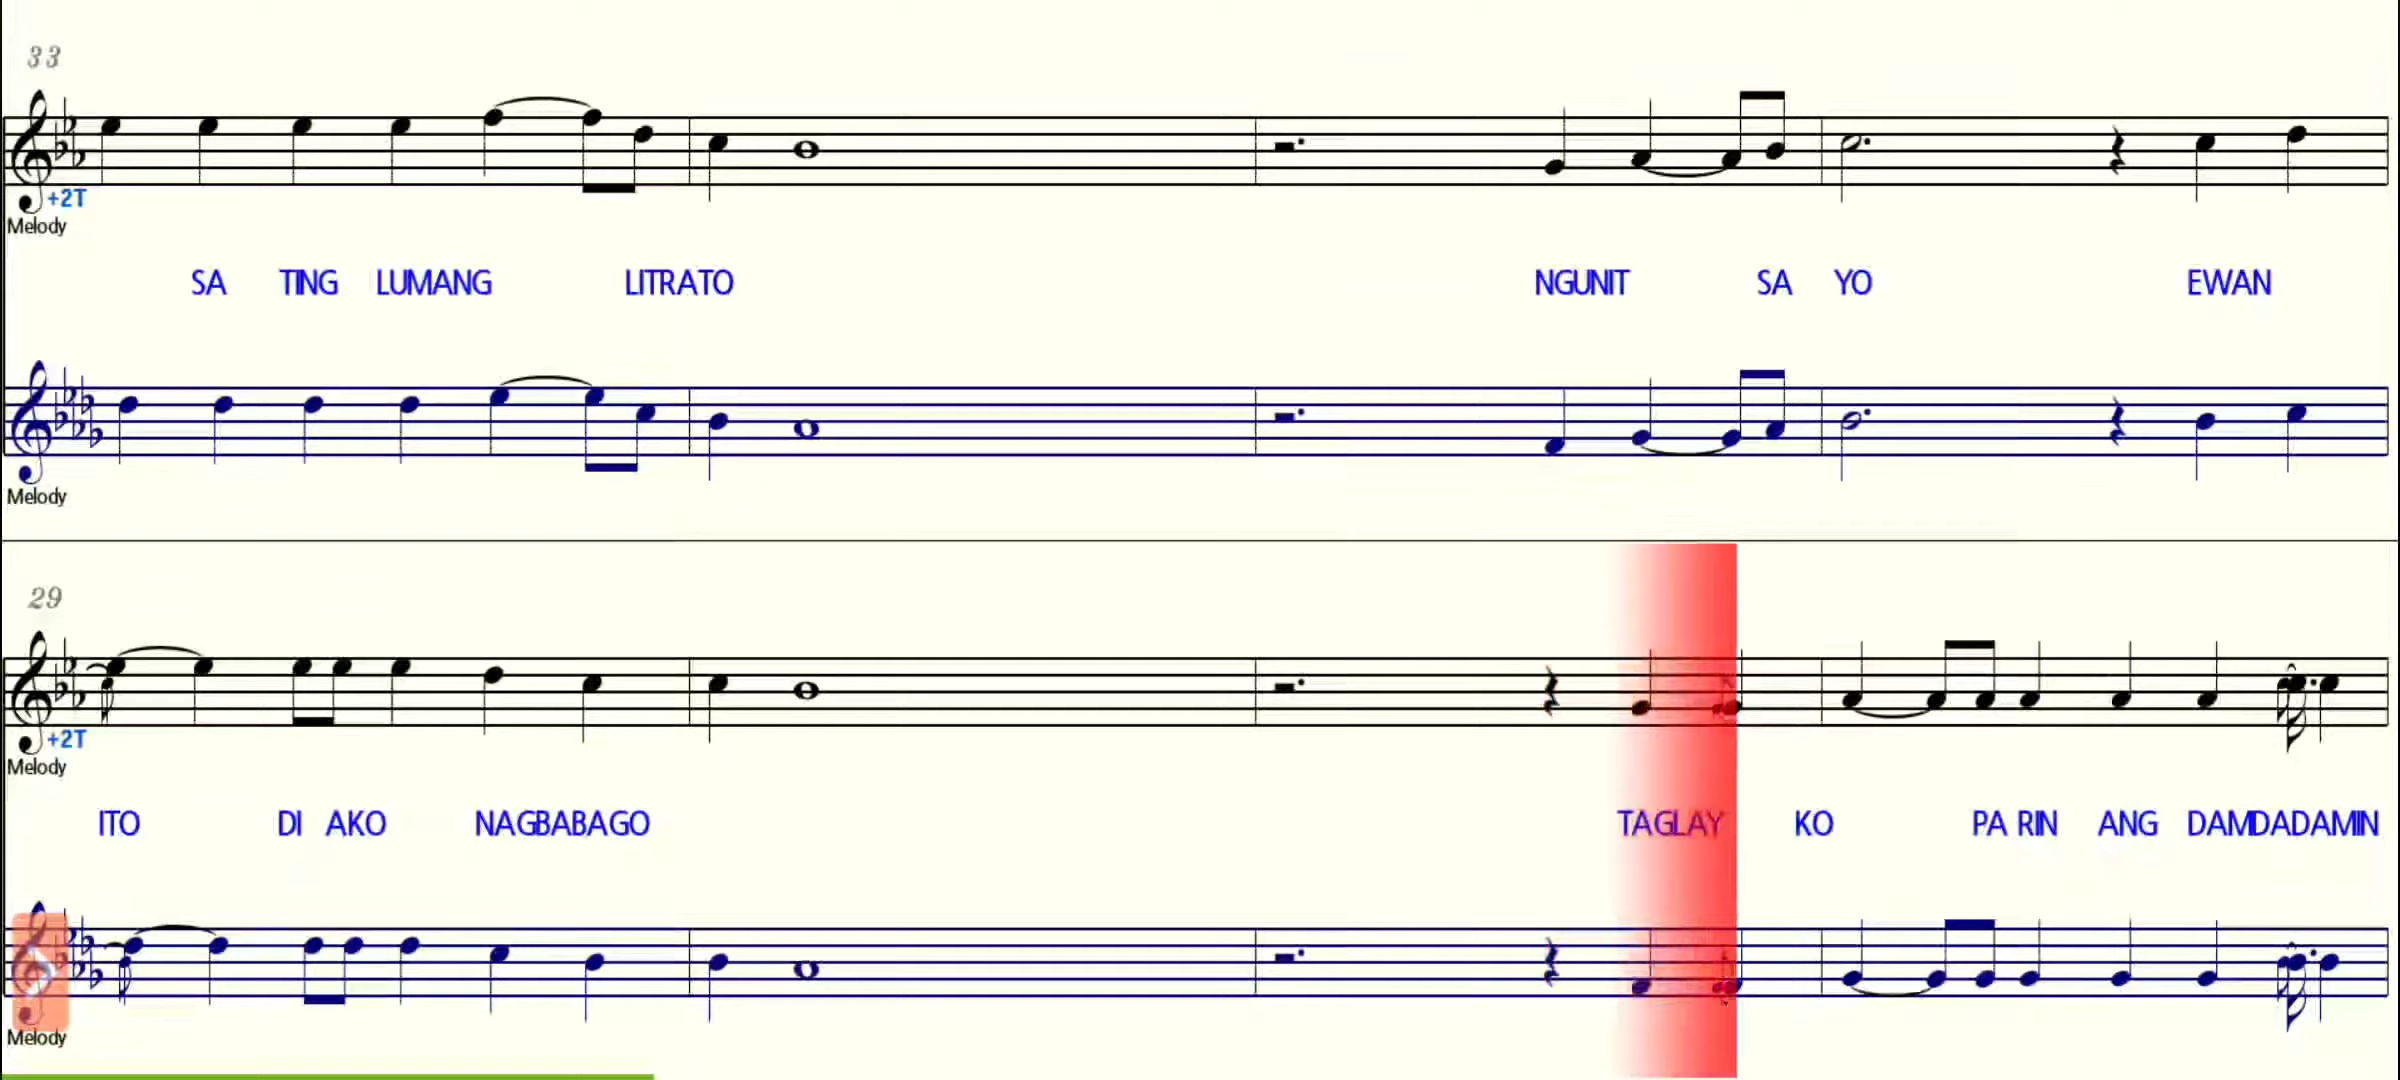 33
+2T
Melody
SA TING LUMANG LITRATO NGUNIT SA YO EWAN
Melody
29
+2T
Melody
ITO DI AKO NAGBABAGO TAGLAY KO PA RIN ANG DAMDADAMIN
Melody